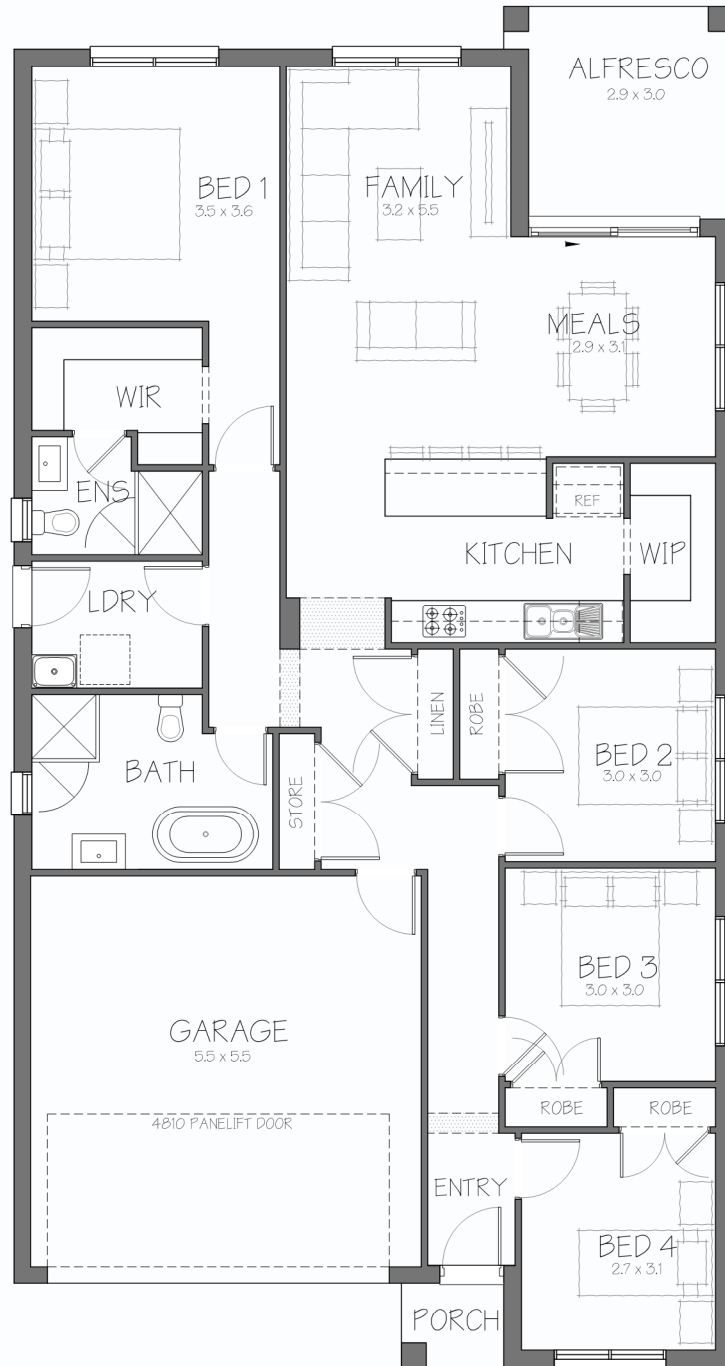 ALFRESCO
2.9 x 3.0
BED 1
3.5 x 3.6
FAMILY
3.2 x 5.5
MEALS
2.9 x 3.1
WIR
ENS
REF
KITCHEN
WIP
LDRY
LINEN
ROBE
BATH
STORE
BED 2
3.0 x 3.0
BED 3
3.0 x 3.0
GARAGE
5.5 x 5.5
ROBE
ROBE
4810 PANELIFT DOOR
ENTRY
BED 4
2.7 x 3.1
PORCH